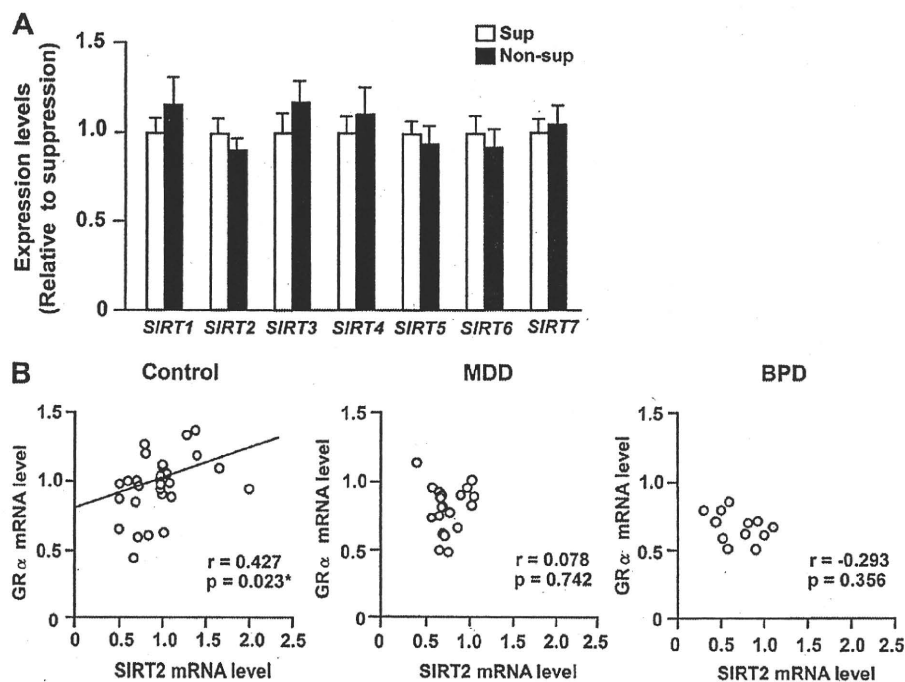 A
Expression levels
(Relative to suppression)
1.5
1.0
0.5
0
Sup
Non-sup
SIRT1 SIRT2 SIRT3 SIRT4 SIRT5 SIRT6 SIRT7
B
Control
GRα mRNA level
1.5
1.0
0.5
0
r = 0.427
p = 0.023*
0 0.5 1.0 1.5 2.0 2.5
SIRT2 mRNA level
MDD
GRα mRNA level
1.5
1.0
0.5
0
r = 0.078
p = 0.742
0 0.5 1.0 1.5 2.0 2.5
SIRT2 mRNA level
BPD
GRα mRNA level
1.5
1.0
0.5
0
r = -0.293
p = 0.356
0 0.5 1.0 1.5 2.0 2.5
SIRT2 mRNA level